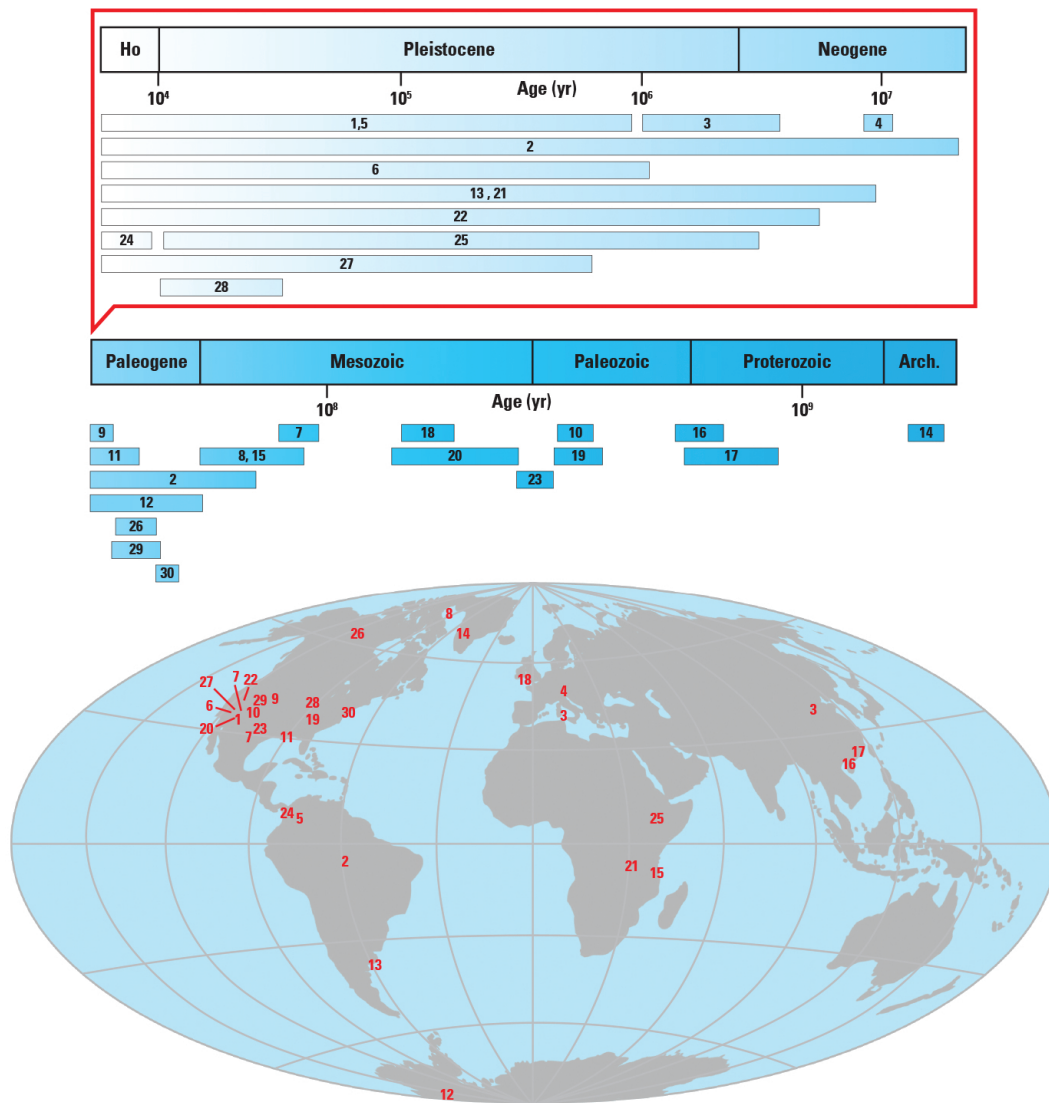 Ho Pleistocene Neogene
Age (yr)
10⁴ 10⁵ 10⁶ 10⁷
1,5 3 4
2
6
13 , 21
22
24 25
27
28
Paleogene Mesozoic Paleozoic Proterozoic Arch.
Age (yr)
10⁸ 10⁹
9 7 18 10 16 14
11 8, 15 20 19 17
2 23
12
26
29
30
8
26 14
7 22
27 18
29 9 4
6 28
10 30 3 3
1 19
20 23
7 11 17
16
24
5 25
2 21
15
13
12